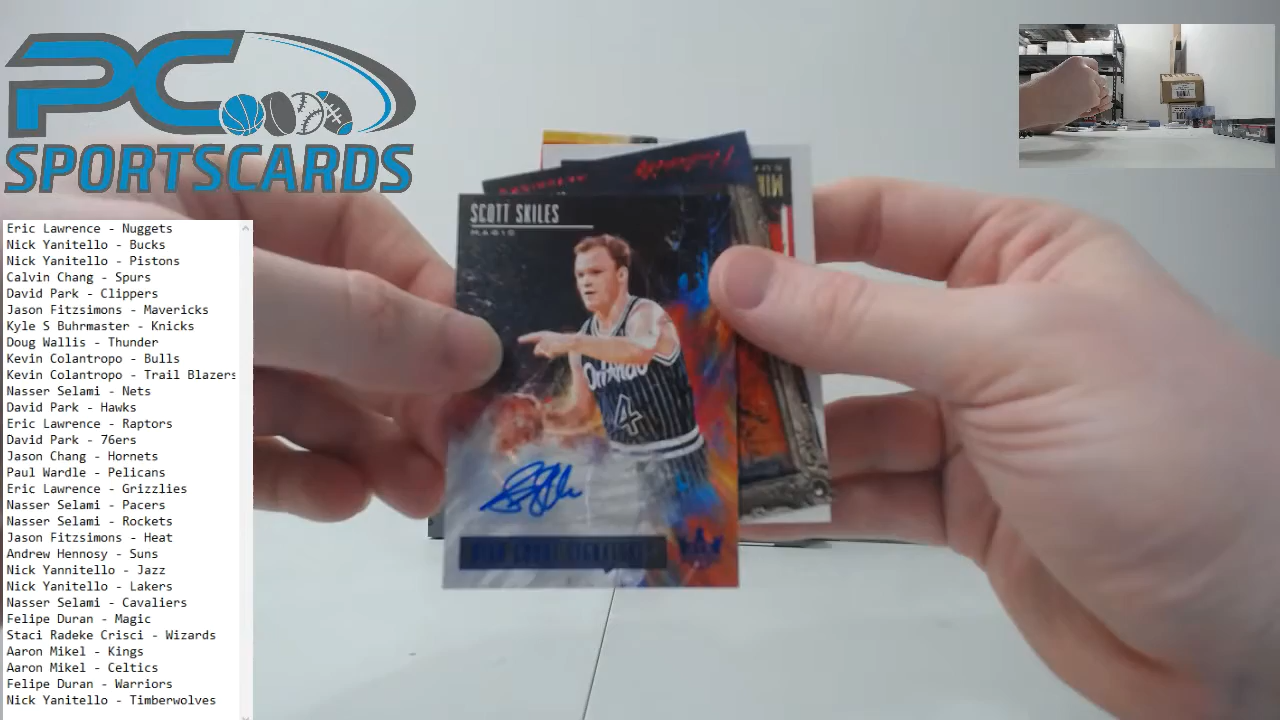 PC
SPORTSCARDS
Eric Lawrence - Nuggets
Nick Yanitello - Bucks
Nick Yanitello - Pistons
Calvin Chang - Spurs
David Park - Clippers
Jason Fitzsimons - Mavericks
Kyle S Buhrmaster - Knicks
Doug Wallis - Thunder
Kevin Colantropo - Bulls
Kevin Colantropo - Trail Blazers
Nasser Selami - Nets
David Park - Hawks
Eric Lawrence - Raptors
David Park - 76ers
Jason Chang - Hornets
Paul Wardle - Pelicans
Eric Lawrence - Grizzlies
Nasser Selami - Pacers
Nasser Selami - Rockets
Jason Fitzsimons - Heat
Andrew Hennosy - Suns
Nick Yannitello - Jazz
Nick Yannitello - Lakers
Nasser Selami - Cavaliers
Felipe Duran - Magic
Staci Radeke Crisci - Wizards
Aaron Mikel - Kings
Aaron Mikel - Celtics
Felipe Duran - Warriors
Nick Yanitello - Timberwolves
SCOTT SKILES
MAGIC
Orlando
4